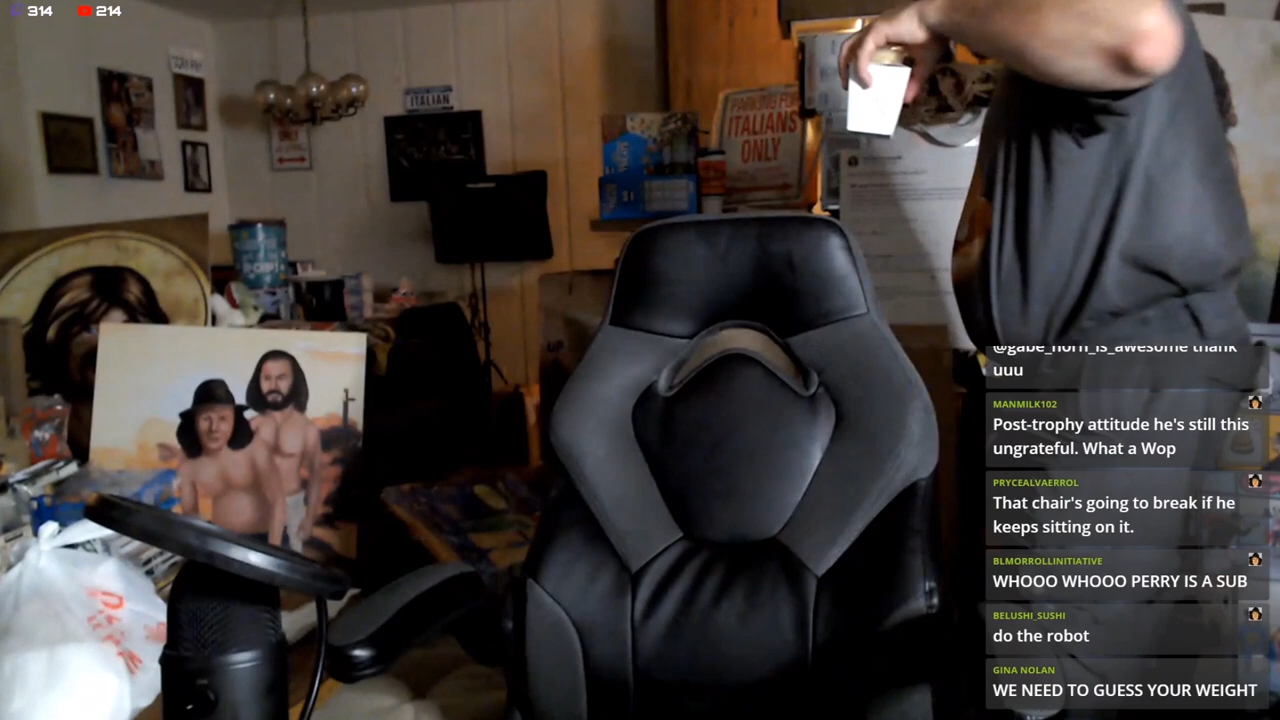 314
214
ITALIAN
ONLY
PARKING FOR
ITALIANS
ONLY
UP
@gabe_horn_is_awesome thank
uuu
MANMILK102
Post-trophy attitude he's still this
ungrateful. What a Wop
PRYCEALVAERROL
That chair's going to break if he
keeps sitting on it.
BLMORROLLINITIATIVE
WHOOO WHOOO PERRY IS A SUB
BELUSHI_SUSHI
do the robot
GINA NOLAN
WE NEED TO GUESS YOUR WEIGHT